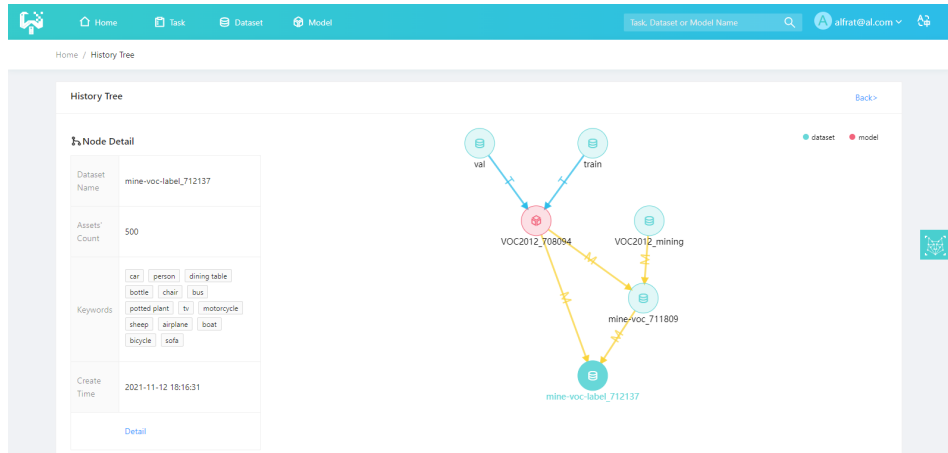 Home Task Dataset Model Task, Dataset or Model Name A alfrat@al.com
Home / History Tree
History Tree Back>
Node Detail
dataset model
Dataset Name mine-voc-label_712137
Assets' Count 500
Keywords
car person dining table
bottle chair bus
potted plant tv motorcycle
sheep airplane boat
bicycle sofa
Create Time 2021-11-12 18:16:31
Detail
val train
T T
VOC2012_708094 VOC2012_mining
M M
M
mine-voc_711809
M
mine-voc-label_712137